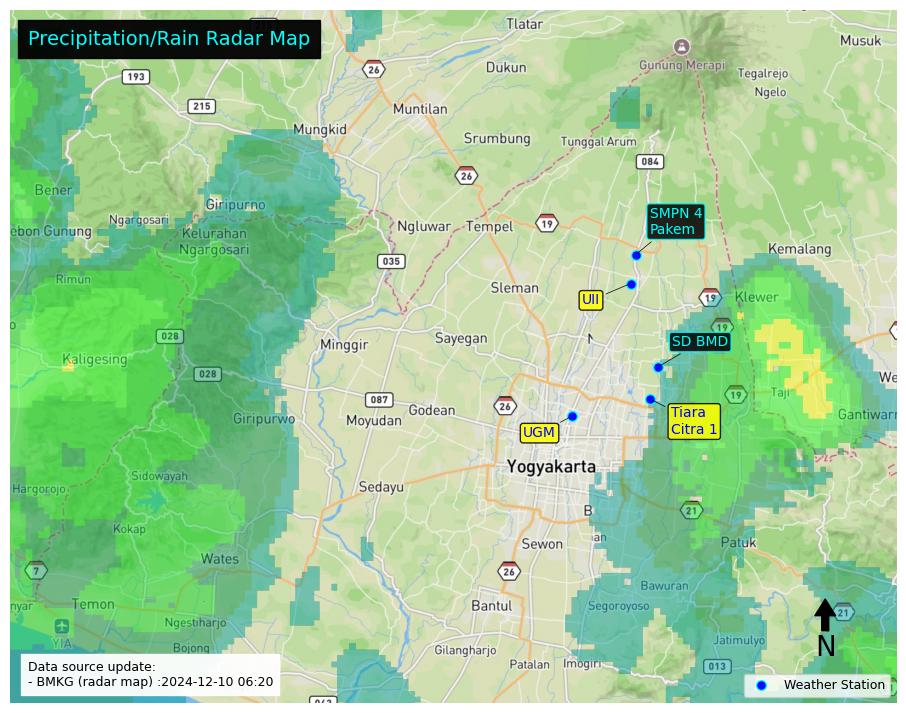 Precipitation/Rain Radar Map
Tlatar
Musuk
26
193
Dukun
Gunung Merapi
Tegalrejo
Ngelo
215
Muntilan
Mungkid
Srumbung
Tunggal Arum
084
26
Bener
Giripurno
SMPN 4
Pakem
Ngargosari
ebon Gunung
Kelurahan
Ngargosari
Ngluwar
Tempel
19
Kemalang
035
Rimun
Sleman
UII
19
Klewer
028
Minggir
Sayegan
N
19
SD BMD
Kaligesing
028
We
087
26
19
Taji
Giripurwo
Moyudan
Godean
Tiara
Citra 1
Gantiwarr
UGM
Yogyakarta
Hargorojo
Sidowayah
Sedayu
B
21
Kokap
Sewon
an
Patuk
Wates
7
26
Bawuran
nyar
Temon
Bantul
Segoroyoso
21
YIA
Ngestiharjo
N
Jatimulyo
Bojong
Gilangharjo
Patalan
Imogiri
013
Data source update:
- BMKG (radar map) :2024-12-10 06:20
Weather Station